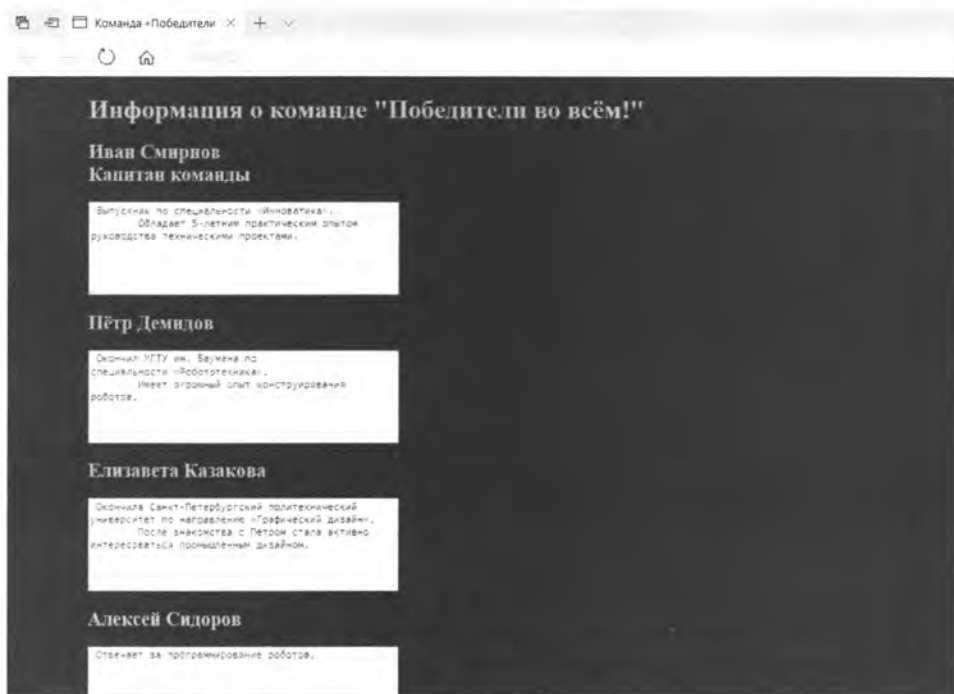 Команда «Победители
Информация о команде "Победители во всём!"
Иван Смирнов
Капитан команды
Выпускник по специальности «Инноватика».
Обладает 5-летним практическим опытом
руководства техническими проектами.
Пётр Демидов
Окончил МГТУ им. Баумана по
специальности «Робототехника».
Имеет огромный опыт конструирования
роботов.
Елизавета Казакова
Окончила Санкт-Петербургский политехнический
университет по направлению «Графический дизайн».
После знакомства с Петром стала активно
интересоваться промышленным дизайном.
Алексей Сидоров
Отвечает за программирование роботов.